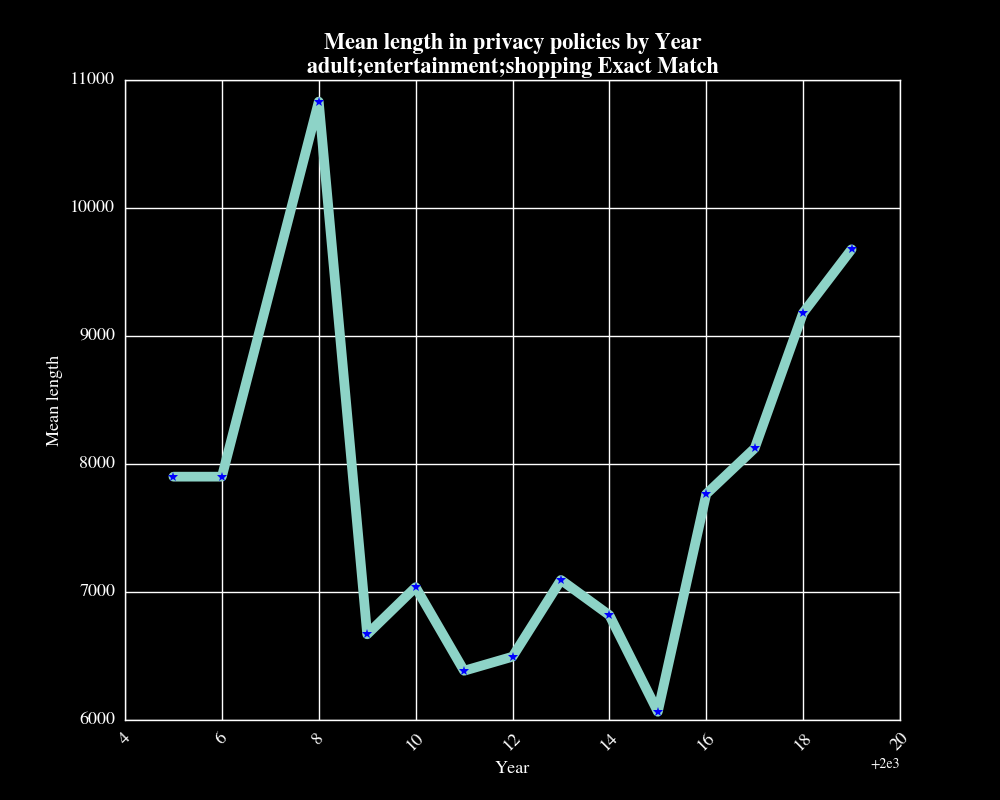 Mean length in privacy policies by Year
adult;entertainment;shopping Exact Match
11000
10000
9000
8000
7000
6000
Mean length
4 6 8 10 12 14 16 18 20
Year
+2e3